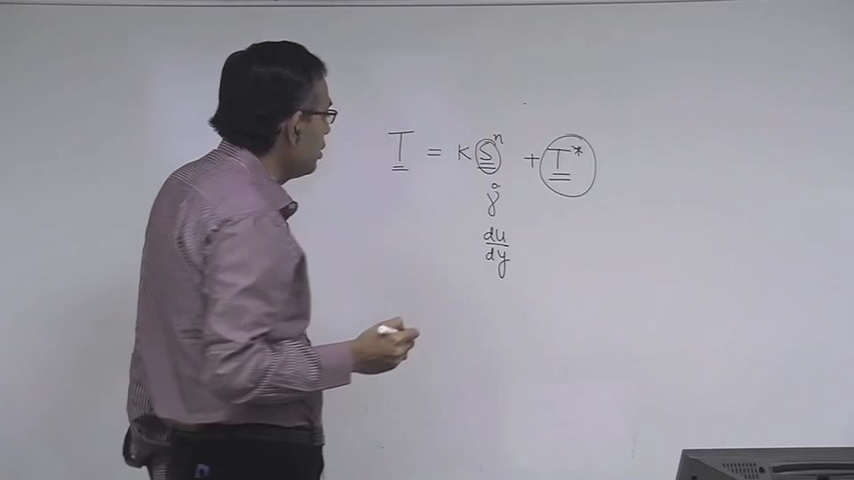 T = K S^n + T*
γ̇
du/dy